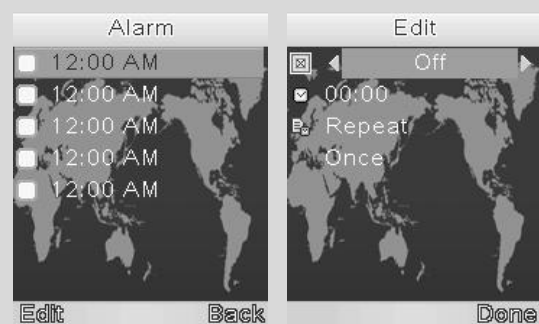 Alarm
12:00 AM
12:00 AM
12:00 AM
12:00 AM
12:00 AM
Edit
Back
Edit
Off
00:00
Repeat
Once
Done